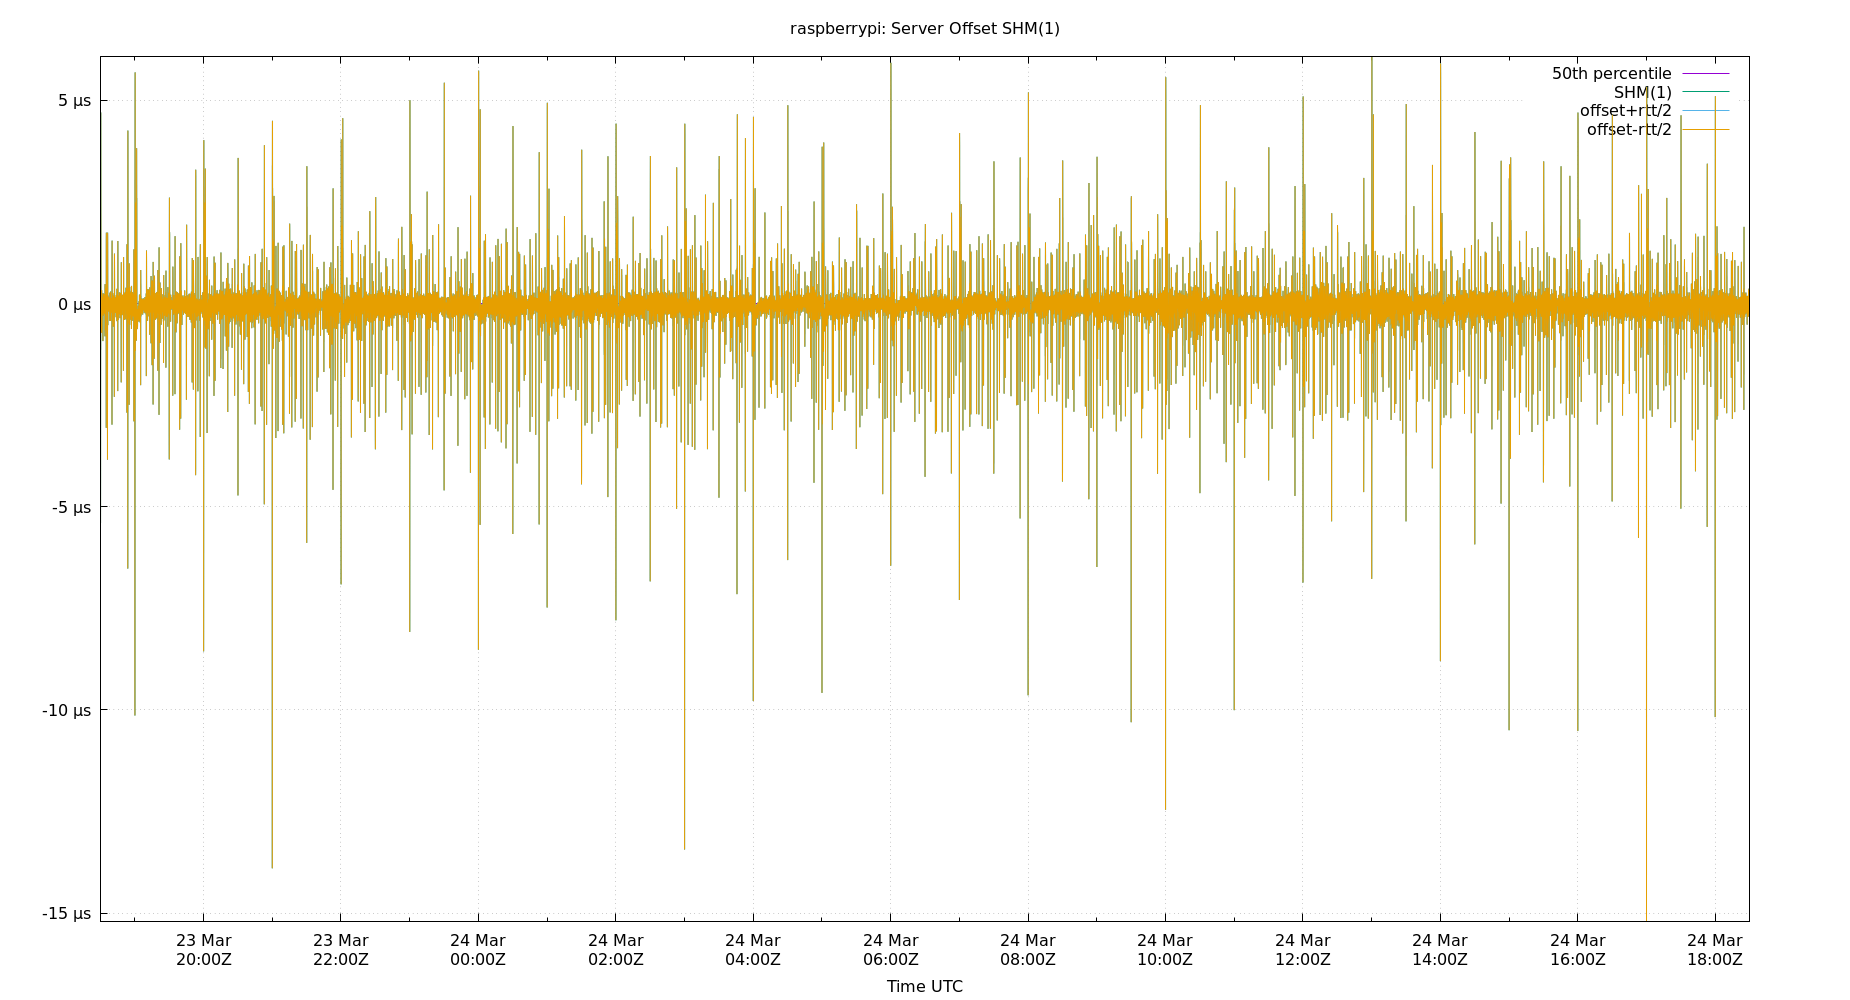 raspberrypi: Server Offset SHM(1)
50th percentile
SHM(1)
offset+rtt/2
offset-rtt/2
5 µs
0 µs
-5 µs
-10 µs
-15 µs
23 Mar 23 Mar 24 Mar 24 Mar 24 Mar 24 Mar 24 Mar 24 Mar 24 Mar 24 Mar 24 Mar 24 Mar
20:00Z 22:00Z 00:00Z 02:00Z 04:00Z 06:00Z 08:00Z 10:00Z 12:00Z 14:00Z 16:00Z 18:00Z
Time UTC